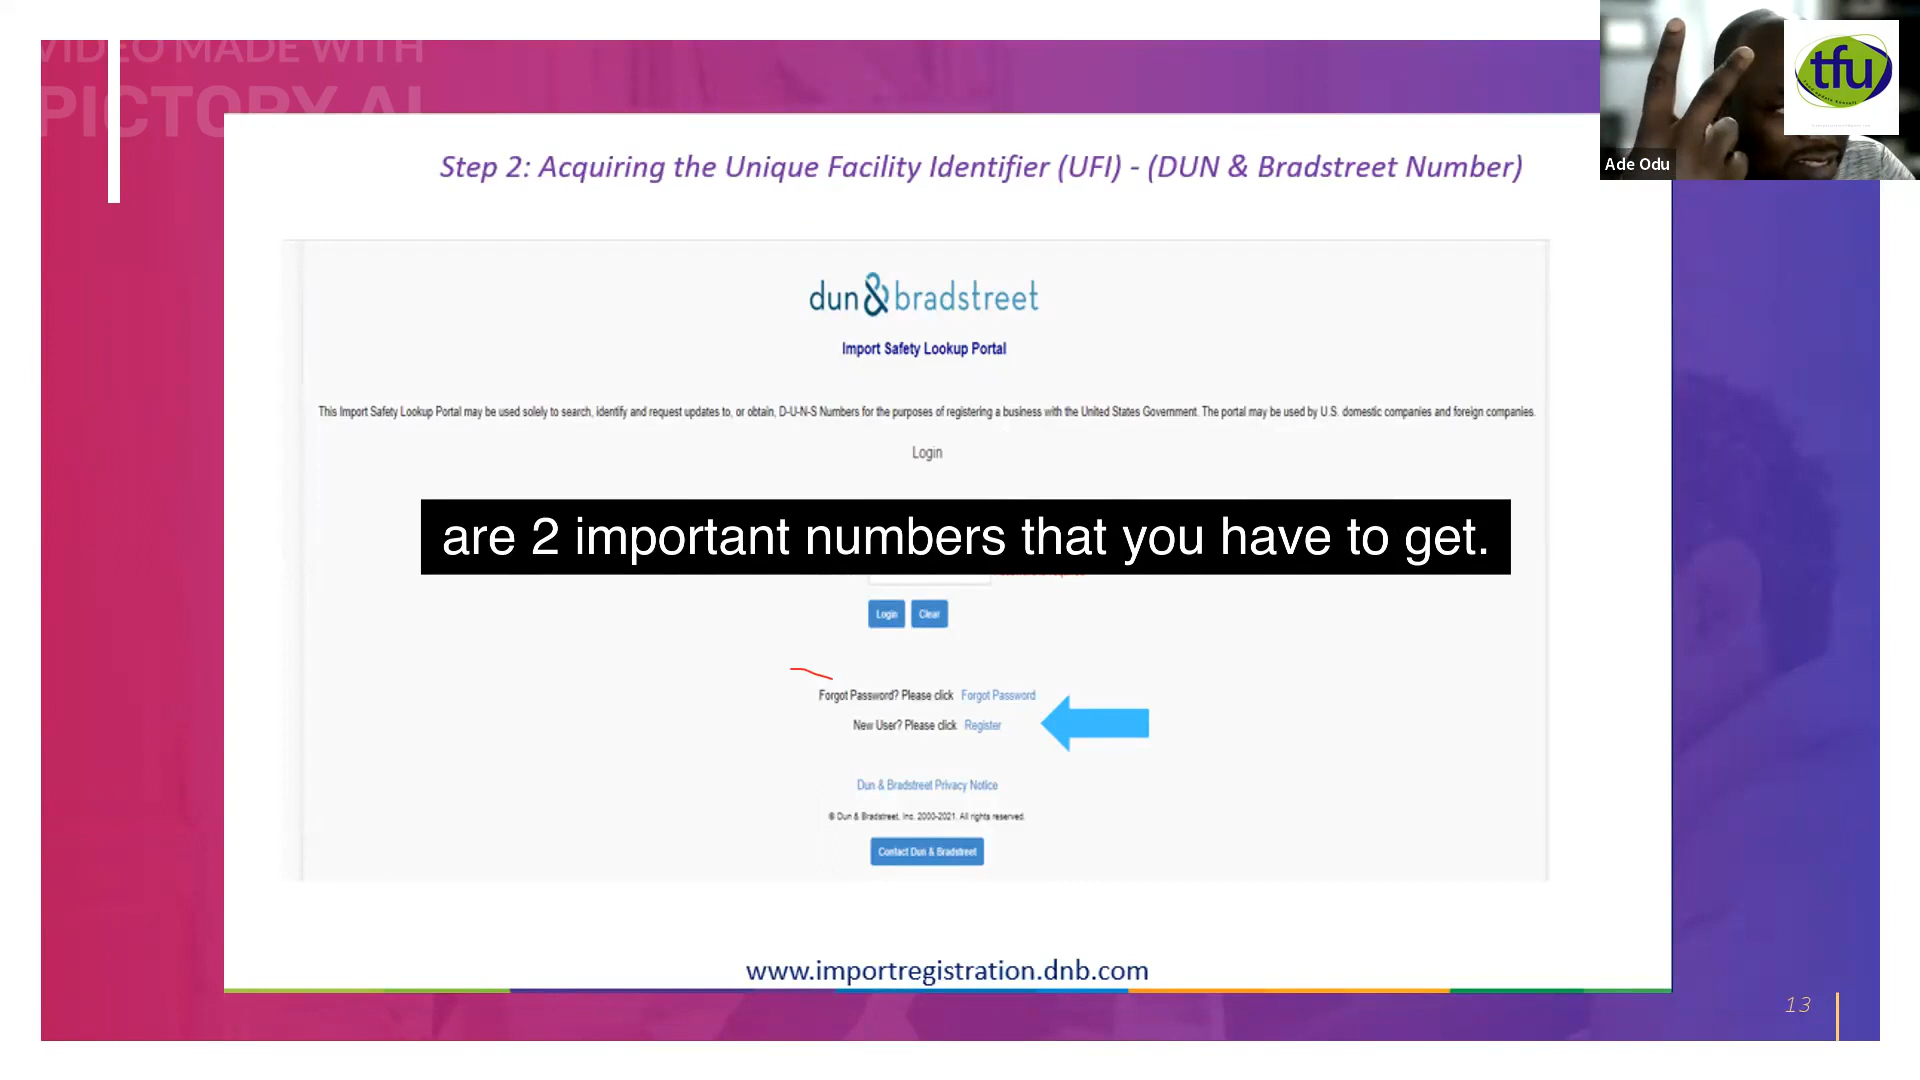 VIDEO MADE WITH
PICTORY.AI
tfu
Ade Odu
Step 2: Acquiring the Unique Facility Identifier (UFI) - (DUN & Bradstreet Number)
dun & bradstreet
Import Safety Lookup Portal
This Import Safety Lookup Portal may be used solely to search, identify and request updates to, or obtain, D-U-N-S Numbers for the purposes of registering a business with the United States Government. The portal may be used by U.S. domestic companies and foreign companies.
Login
are 2 important numbers that you have to get.
Login Clear
Forgot Password? Please click Forgot Password
New User? Please click Register
Dun & Bradstreet Privacy Notice
© Dun & Bradstreet, Inc. 2000-2021. All rights reserved.
Contact Dun & Bradstreet
www.importregistration.dnb.com
13